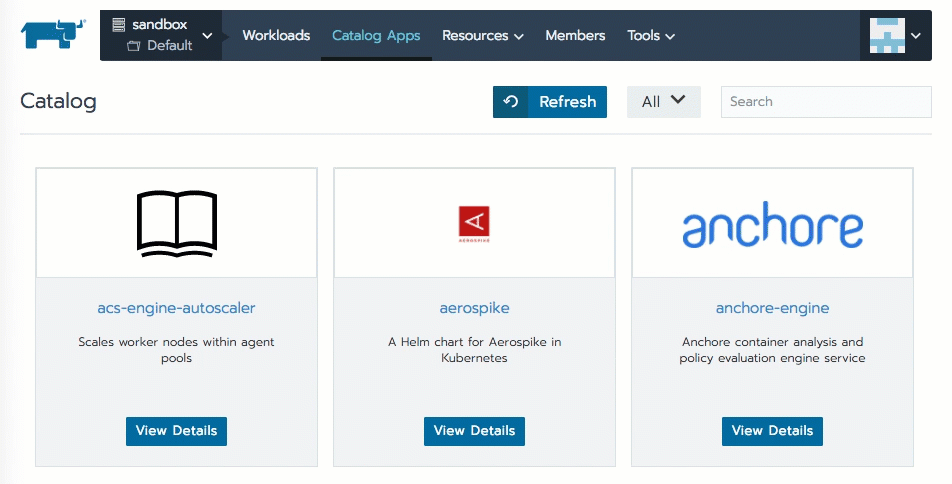 sandbox
Default
Workloads
Catalog Apps
Resources
Members
Tools
Catalog
Refresh
All
Search
AEROSPIKE
anchore
acs-engine-autoscaler
aerospike
anchore-engine
Scales worker nodes within agent
pools
A Helm chart for Aerospike in
Kubernetes
Anchore container analysis and
policy evaluation engine service
View Details
View Details
View Details